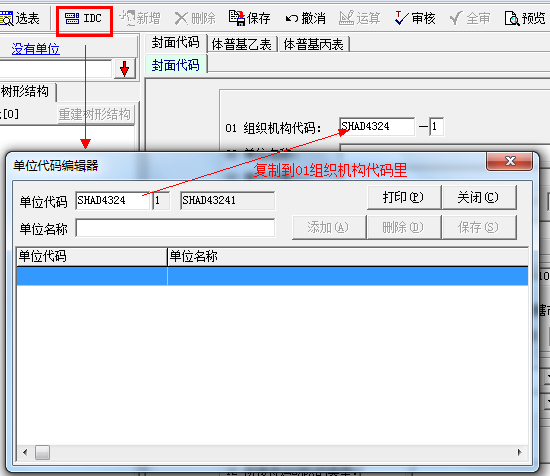 选表 IDC 新增 删除 保存 撤消 运算 审核 全审 预览
没有单位
封面代码 体普基乙表 体普基丙表
封面代码
树形结构
[0] 重建树形结构
01 组织机构代码: SHAD4324 —1
单位代码编辑器
复制到01组织机构代码里
单位代码 SHAD4324 1 SHAD43241 打印(P) 关闭(C)
单位名称 添加(A) 删除(D) 保存(S)
单位代码 单位名称